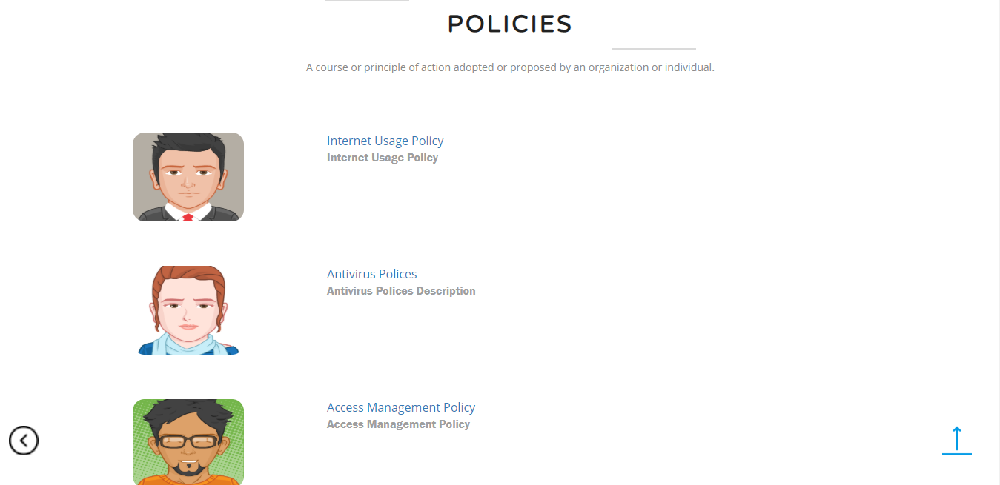 POLICIES
A course or principle of action adopted or proposed by an organization or individual.
Internet Usage Policy
Internet Usage Policy
Antivirus Polices
Antivirus Polices Description
Access Management Policy
Access Management Policy